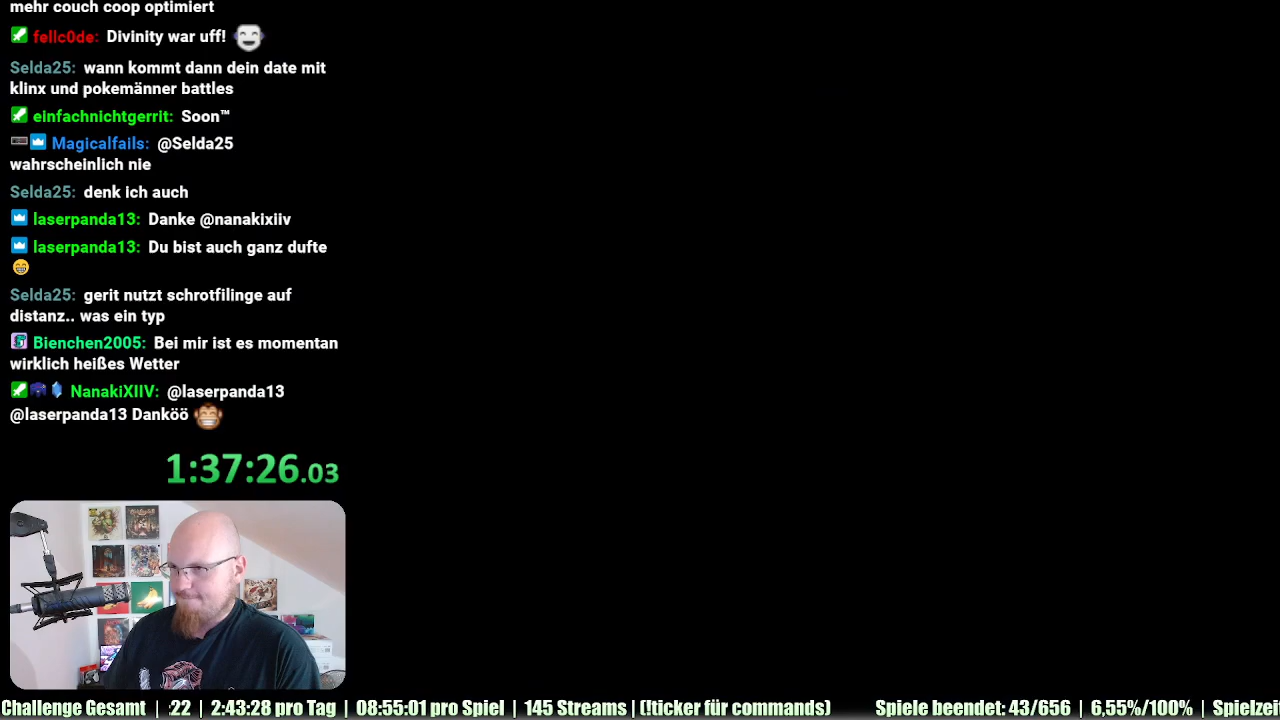 mehr couch coop optimiert
fellc0de: Divinity war uff!
Selda25: wann kommt dann dein date mit
klinx und pokemänner battles
einfachnichtgerrit: Soon™
Magicalfails: @Selda25
wahrscheinlich nie
Selda25: denk ich auch
laserpanda13: Danke @nanakixiiv
laserpanda13: Du bist auch ganz dufte
Selda25: gerit nutzt schrotfilinge auf
distanz.. was ein typ
Bienchen2005: Bei mir ist es momentan
wirklich heißes Wetter
NanakiXIIV: @laserpanda13
@laserpanda13 Danköö
1:37:26.03
Challenge Gesamt | :22 | 2:43:28 pro Tag | 08:55:01 pro Spiel | 145 Streams | (!ticker für commands) Spiele beendet: 43/656 | 6,55%/100% | Spielzei